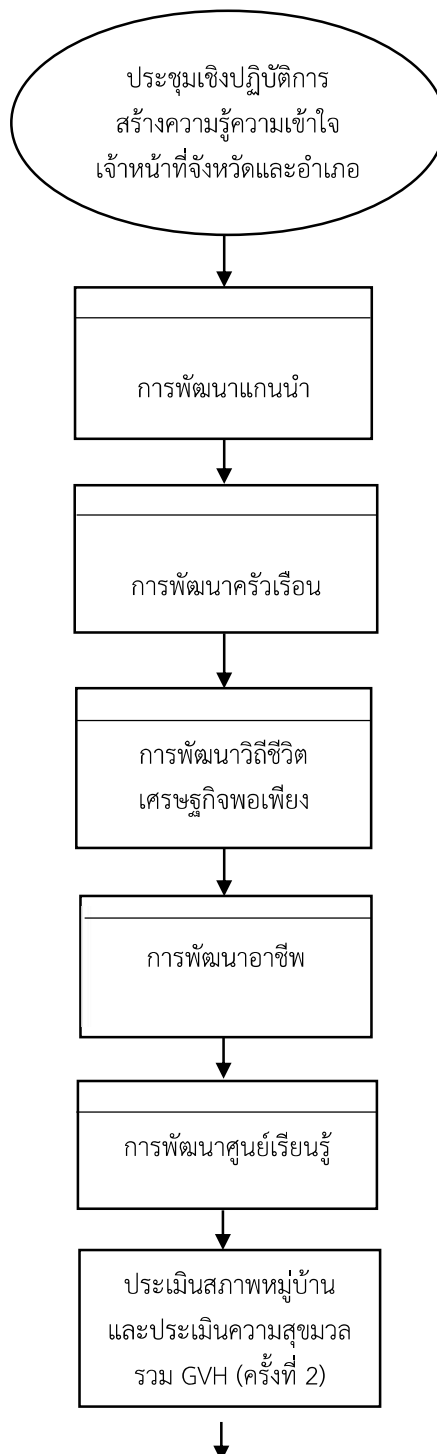 ประชุมเชิงปฏิบัติการ
สร้างความรู้ความเข้าใจ
เจ้าหน้าที่จังหวัดและอำเภอ
การพัฒนาแกนนำ
การพัฒนาครัวเรือน
การพัฒนาวิถีชีวิต
เศรษฐกิจพอเพียง
การพัฒนาอาชีพ
การพัฒนาศูนย์เรียนรู้
ประเมินสภาพหมู่บ้าน
และประเมินความสุขมวล
รวม GVH (ครั้งที่ 2)